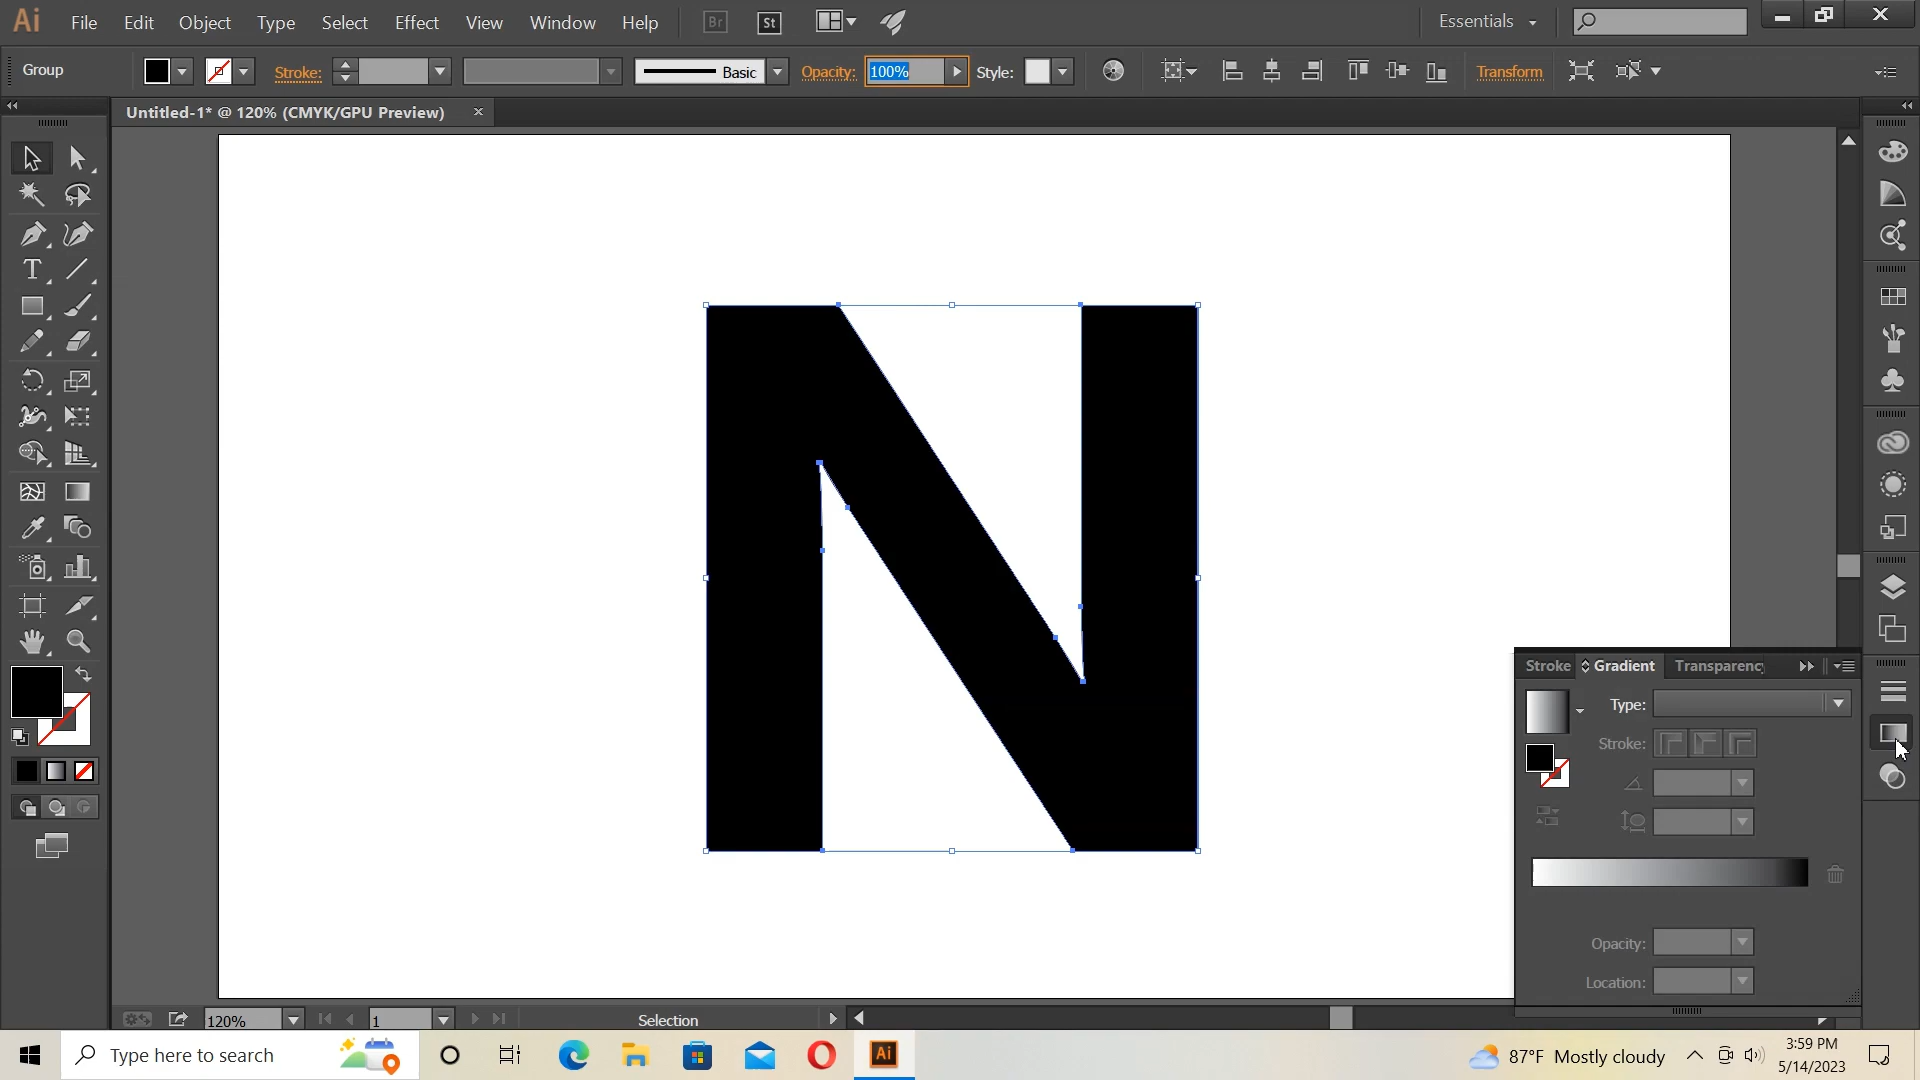 Ai File Edit Object Type Select Effect View Window Help Br St Essentials
Group Stroke: Basic Opacity: 100% Style: Transform
Untitled-1* @ 120% (CMYK/GPU Preview)
T
N
Stroke Gradient Transparenc
Type:
Stroke:
Opacity:
Location:
120% 1 Selection
Type here to search Ai 87°F Mostly cloudy 3:59 PM
5/14/2023